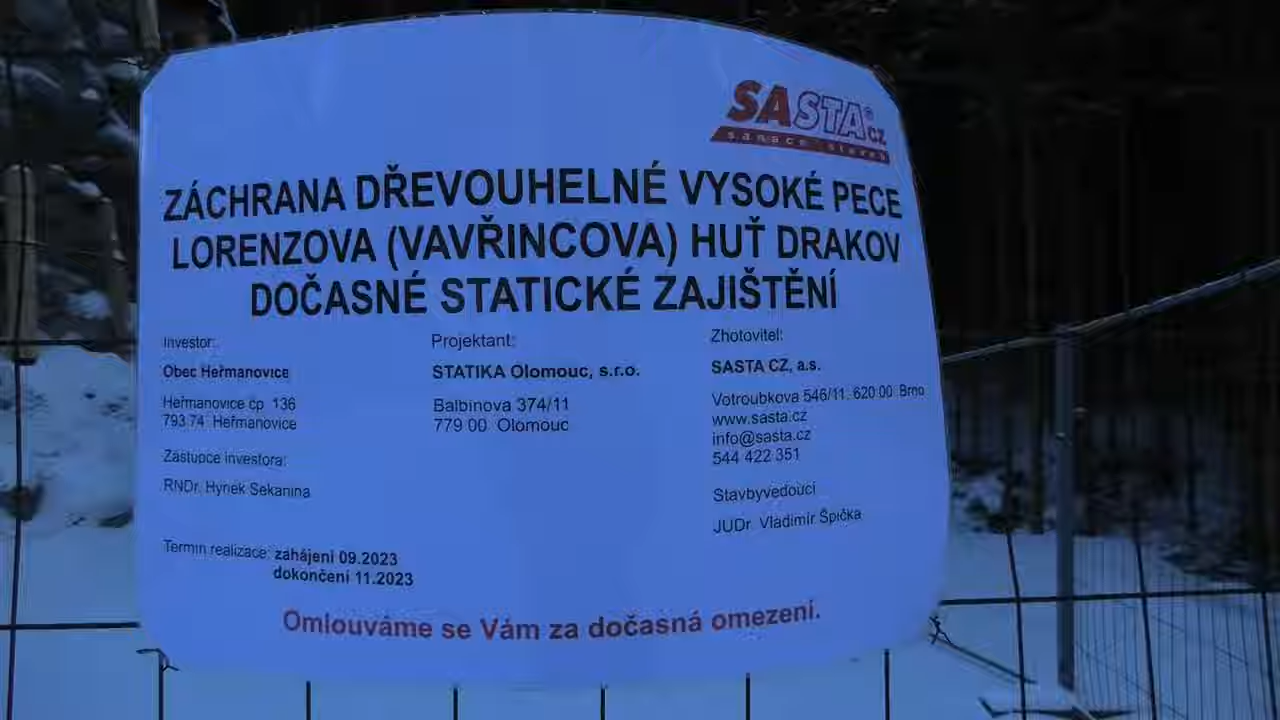 SASTA®CZ
sanace staveb
ZÁCHRANA DŘEVOUHELNÉ VYSOKÉ PECE
LORENZOVA (VAVŘINCOVA) HUŤ DRAKOV
DOČASNÉ STATICKÉ ZAJIŠTĚNÍ
Investor:
Obec Heřmanovice
Heřmanovice čp 136
793 74 Heřmanovice
Zástupce investora:
RNDr. Hynek Sekanina
Projektant:
STATIKA Olomouc, s.r.o.
Balbínova 374/11
779 00 Olomouc
Zhotovitel:
SASTA CZ, a.s.
Votroubkova 546/11, 620 00 Brno
www.sasta.cz
info@sasta.cz
544 422 351
Stavbyvedoucí
JUDr. Vladimír Špička
Termín realizace: zahájení 09.2023
dokončení 11.2023
Omlouváme se Vám za dočasná omezení.